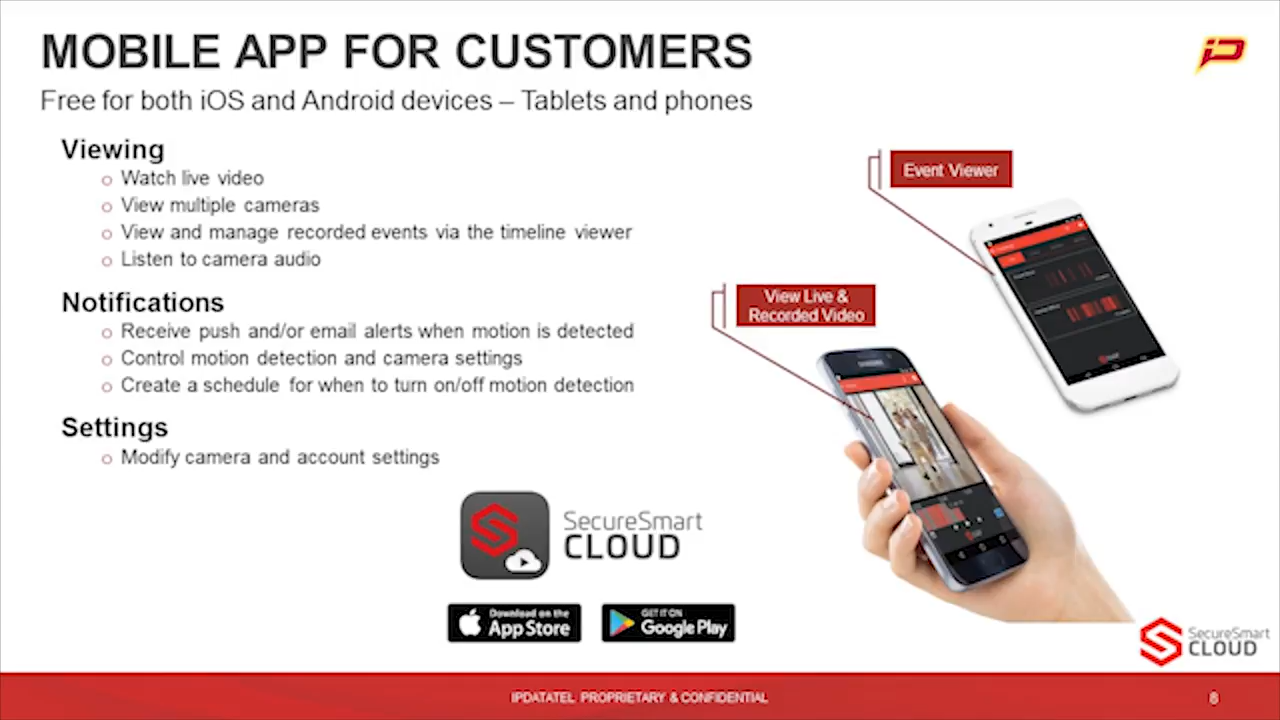 MOBILE APP FOR CUSTOMERS
Free for both iOS and Android devices – Tablets and phones
Viewing
o Watch live video
o View multiple cameras
o View and manage recorded events via the timeline viewer
o Listen to camera audio
Notifications
o Receive push and/or email alerts when motion is detected
o Control motion detection and camera settings
o Create a schedule for when to turn on/off motion detection
Settings
o Modify camera and account settings
Event Viewer
View Live &
Recorded Video
SAMSUNG
SecureSmart
CLOUD
Download on the
App Store
GET IT ON
Google Play
SecureSmart
CLOUD
IPDATATEL PROPRIETARY & CONFIDENTIAL